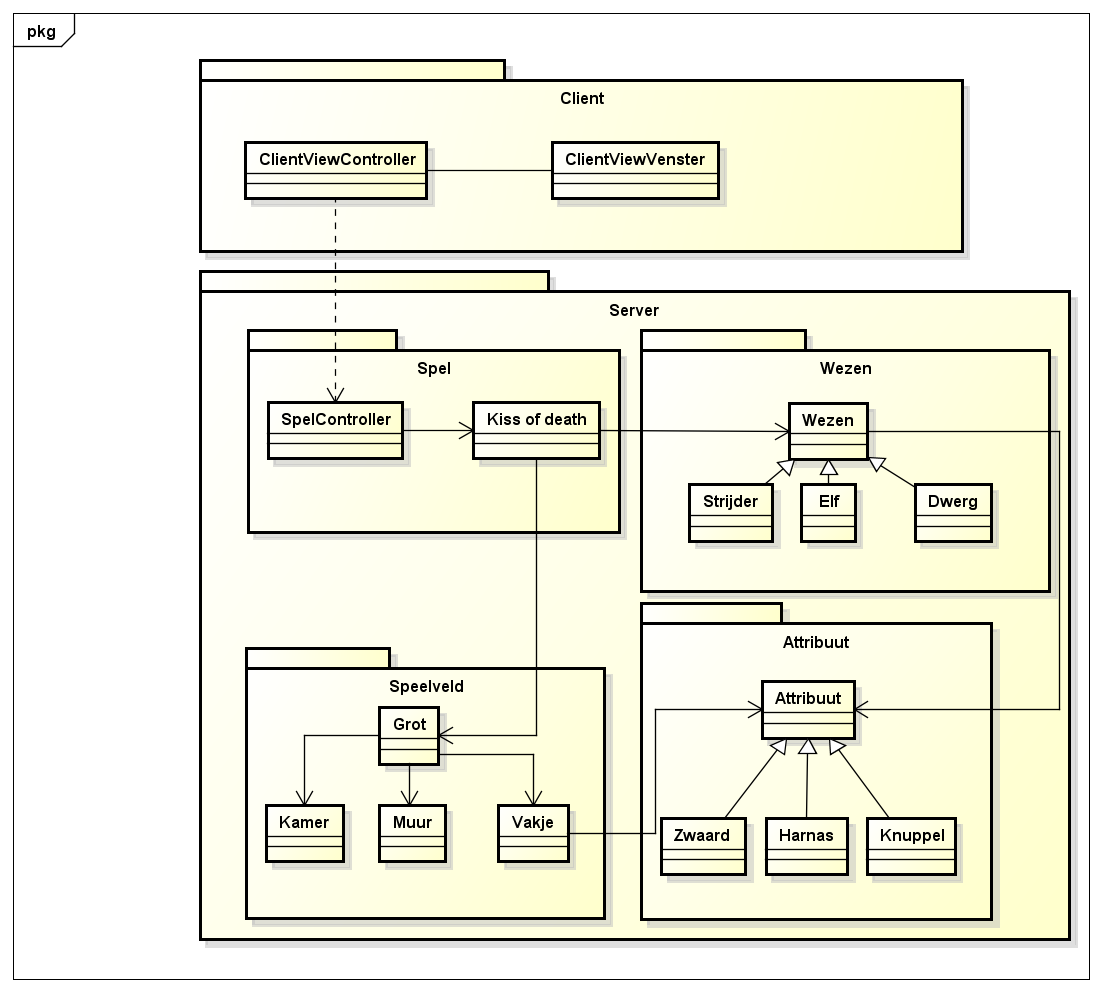 pkg
Client
ClientViewController
ClientViewVenster
Server
Spel
SpelController
Kiss of death
Wezen
Wezen
Strijder
Elf
Dwerg
Speelveld
Grot
Kamer
Muur
Vakje
Attribuut
Attribuut
Zwaard
Harnas
Knuppel